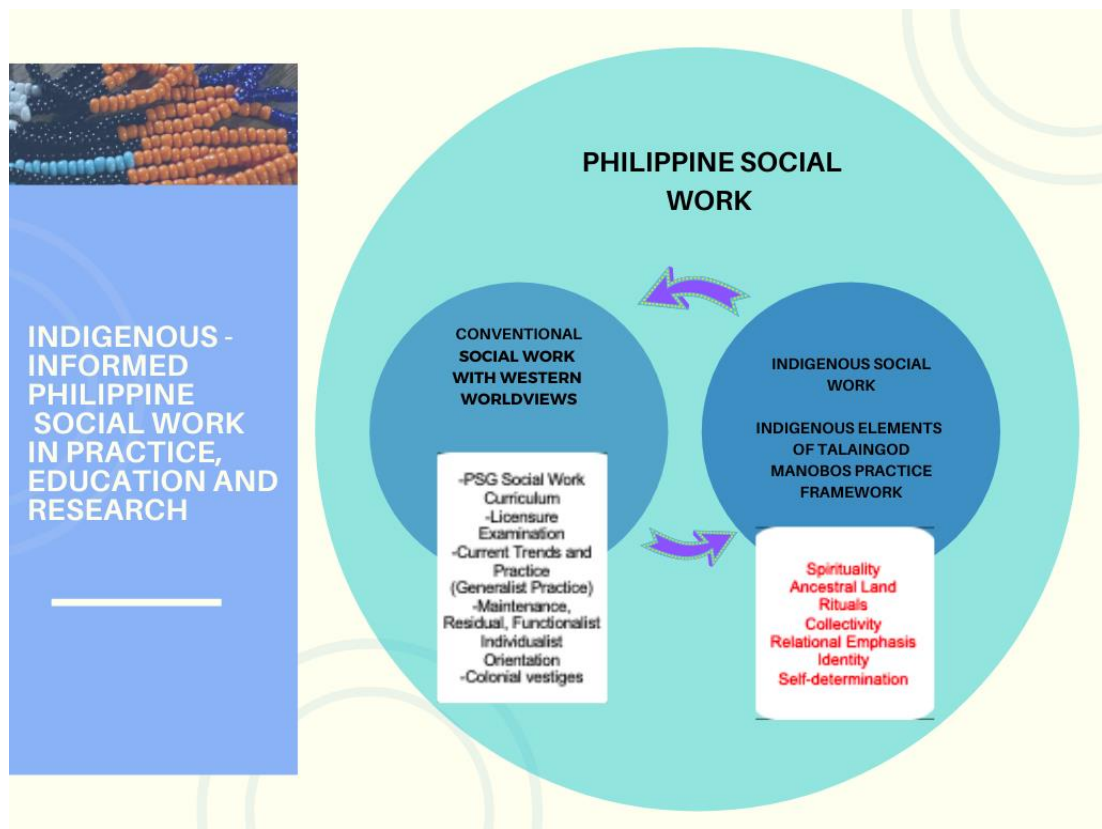 INDIGENOUS -
INFORMED
PHILIPPINE
SOCIAL WORK
IN PRACTICE,
EDUCATION AND
RESEARCH
PHILIPPINE SOCIAL
WORK
CONVENTIONAL
SOCIAL WORK
WITH WESTERN
WORLDVIEWS
-PSG Social Work
Curriculum
-Licensure
Examination
-Current Trends and
Practice
(Generalist Practice)
-Maintenance,
Residual, Functionalist
Individualist
Orientation
-Colonial vestiges
INDIGENOUS SOCIAL
WORK
INDIGENOUS ELEMENTS
OF TALAINGOD
MANOBOS PRACTICE
FRAMEWORK
Spirituality
Ancestral Land
Rituals
Collectivity
Relational Emphasis
Identity
Self-determination